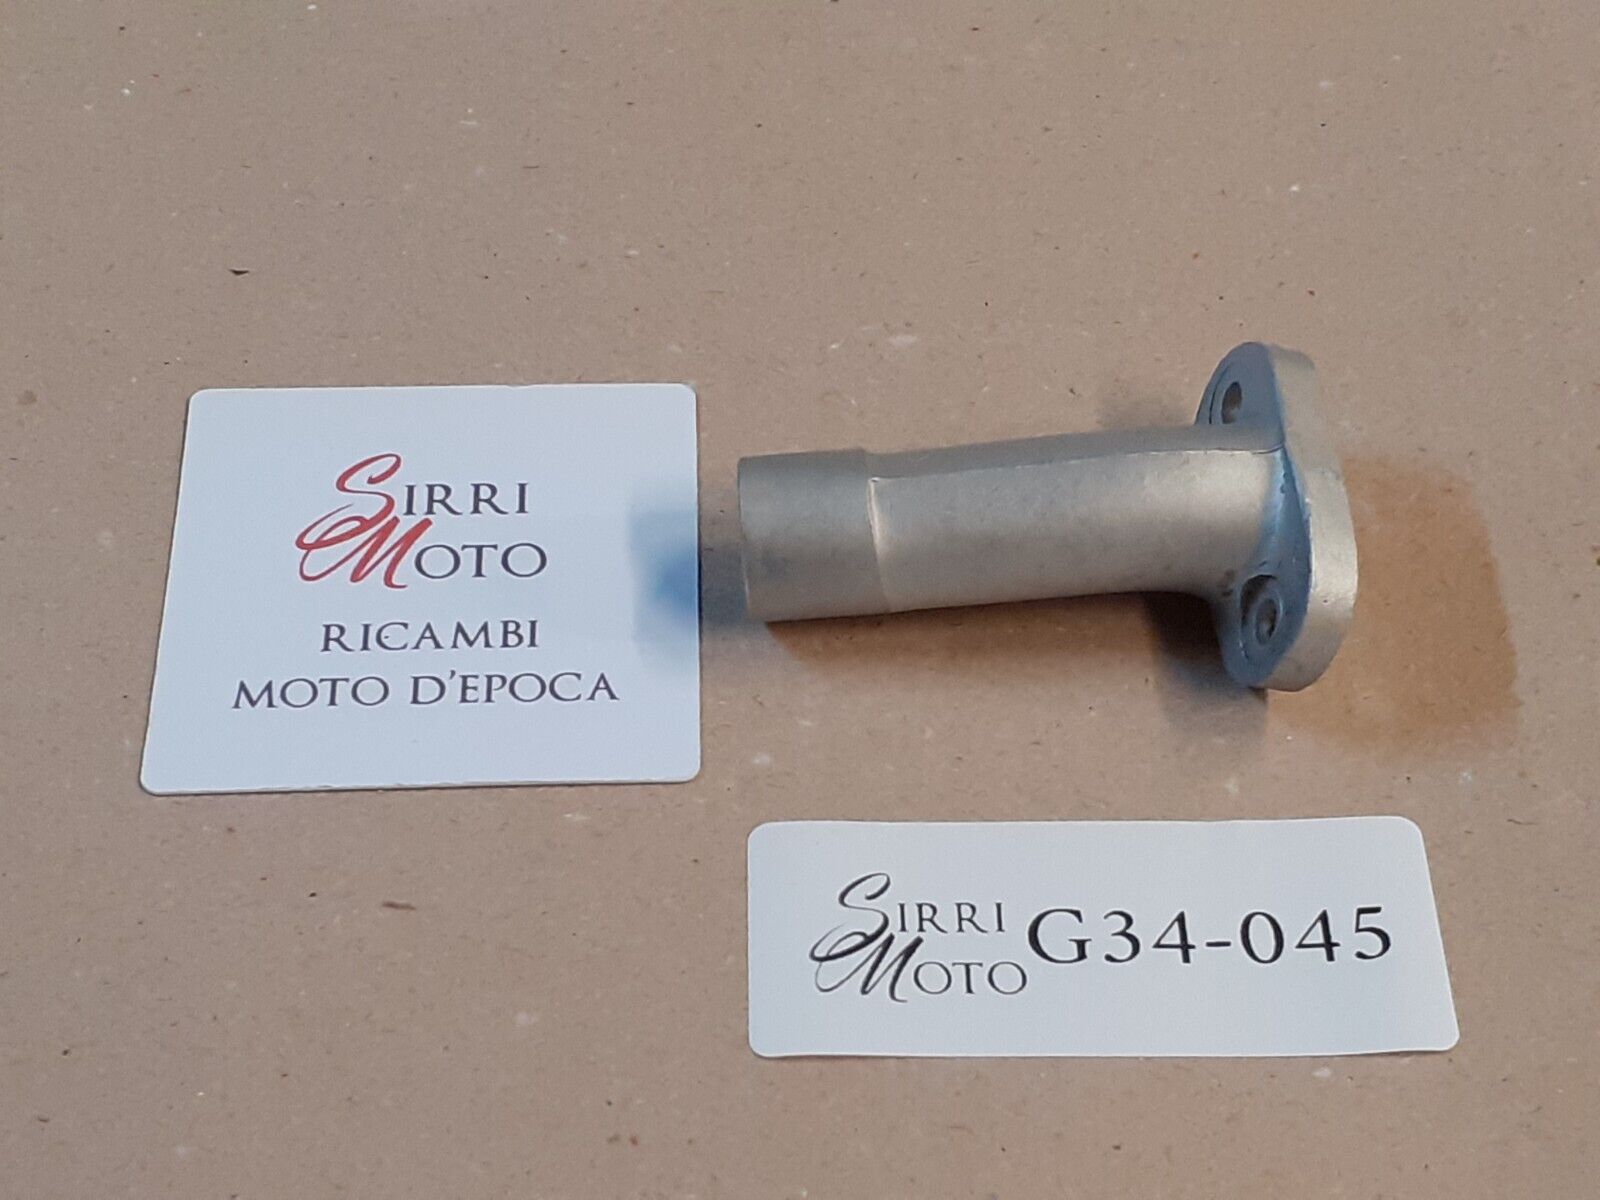 SIRRI
MOTO
RICAMBI
MOTO D'EPOCA
SIRRI
MOTO
G34-045